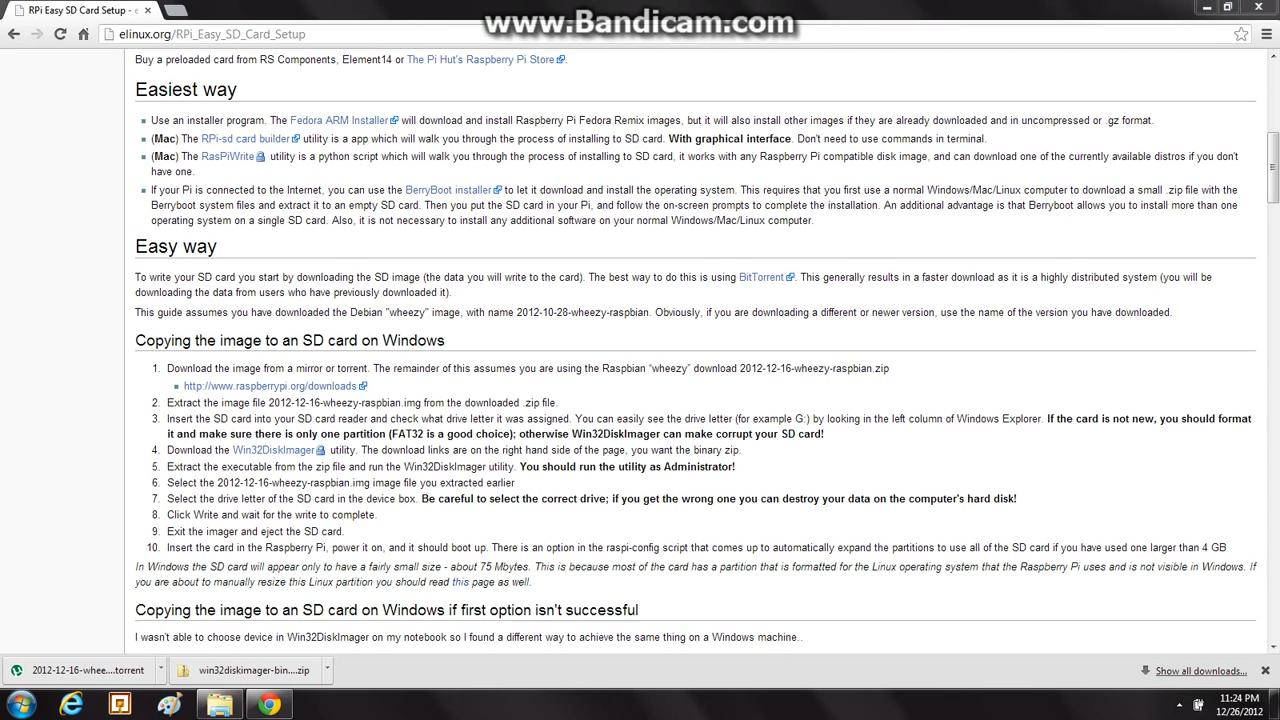 RPi Easy SD Card Setup - e
www.Bandicam.com
elinux.org/RPi_Easy_SD_Card_Setup
Buy a preloaded card from RS Components, Element14 or The Pi Hut's Raspberry Pi Store.
Easiest way
Use an installer program. The Fedora ARM Installer will download and install Raspberry Pi Fedora Remix images, but it will also install other images if they are already downloaded and in uncompressed or .gz format.
(Mac) The RPi-sd card builder utility is a app which will walk you through the process of installing to SD card. With graphical interface. Don't need to use commands in terminal.
(Mac) The RasPiWrite utility is a python script which will walk you through the process of installing to SD card, it works with any Raspberry Pi compatible disk image, and can download one of the currently available distros if you don't
have one.
If your Pi is connected to the Internet, you can use the BerryBoot installer to let it download and install the operating system. This requires that you first use a normal Windows/Mac/Linux computer to download a small .zip file with the
Berryboot system files and extract it to an empty SD card. Then you put the SD card in your Pi, and follow the on-screen prompts to complete the installation. An additional advantage is that Berryboot allows you to install more than one
operating system on a single SD card. Also, it is not necessary to install any additional software on your normal Windows/Mac/Linux computer.
Easy way
To write your SD card you start by downloading the SD image (the data you will write to the card). The best way to do this is using BitTorrent. This generally results in a faster download as it is a highly distributed system (you will be
downloading the data from users who have previously downloaded it).
This guide assumes you have downloaded the Debian "wheezy" image, with name 2012-10-28-wheezy-raspbian. Obviously, if you are downloading a different or newer version, use the name of the version you have downloaded.
Copying the image to an SD card on Windows
1. Download the image from a mirror or torrent. The remainder of this assumes you are using the Raspbian "wheezy" download 2012-12-16-wheezy-raspbian.zip
http://www.raspberrypi.org/downloads
2. Extract the image file 2012-12-16-wheezy-raspbian.img from the downloaded .zip file.
3. Insert the SD card into your SD card reader and check what drive letter it was assigned. You can easily see the drive letter (for example G:) by looking in the left column of Windows Explorer. If the card is not new, you should format
it and make sure there is only one partition (FAT32 is a good choice); otherwise Win32DiskImager can make corrupt your SD card!
4. Download the Win32DiskImager utility. The download links are on the right hand side of the page, you want the binary zip.
5. Extract the executable from the zip file and run the Win32DiskImager utility. You should run the utility as Administrator!
6. Select the 2012-12-16-wheezy-raspbian.img image file you extracted earlier
7. Select the drive letter of the SD card in the device box. Be careful to select the correct drive; if you get the wrong one you can destroy your data on the computer's hard disk!
8. Click Write and wait for the write to complete.
9. Exit the imager and eject the SD card.
10. Insert the card in the Raspberry Pi, power it on, and it should boot up. There is an option in the raspi-config script that comes up to automatically expand the partitions to use all of the SD card if you have used one larger than 4 GB
In Windows the SD card will appear only to have a fairly small size - about 75 Mbytes. This is because most of the card has a partition that is formatted for the Linux operating system that the Raspberry Pi uses and is not visible in Windows. If
you are about to manually resize this Linux partition you should read this page as well.
Copying the image to an SD card on Windows if first option isn't successful
I wasn't able to choose device in Win32DiskImager on my notebook so I found a different way to achieve the same thing on a Windows machine..
2012-12-16-whee....torrent
win32diskimager-bin....zip
Show all downloads...
11:24 PM
12/26/2012